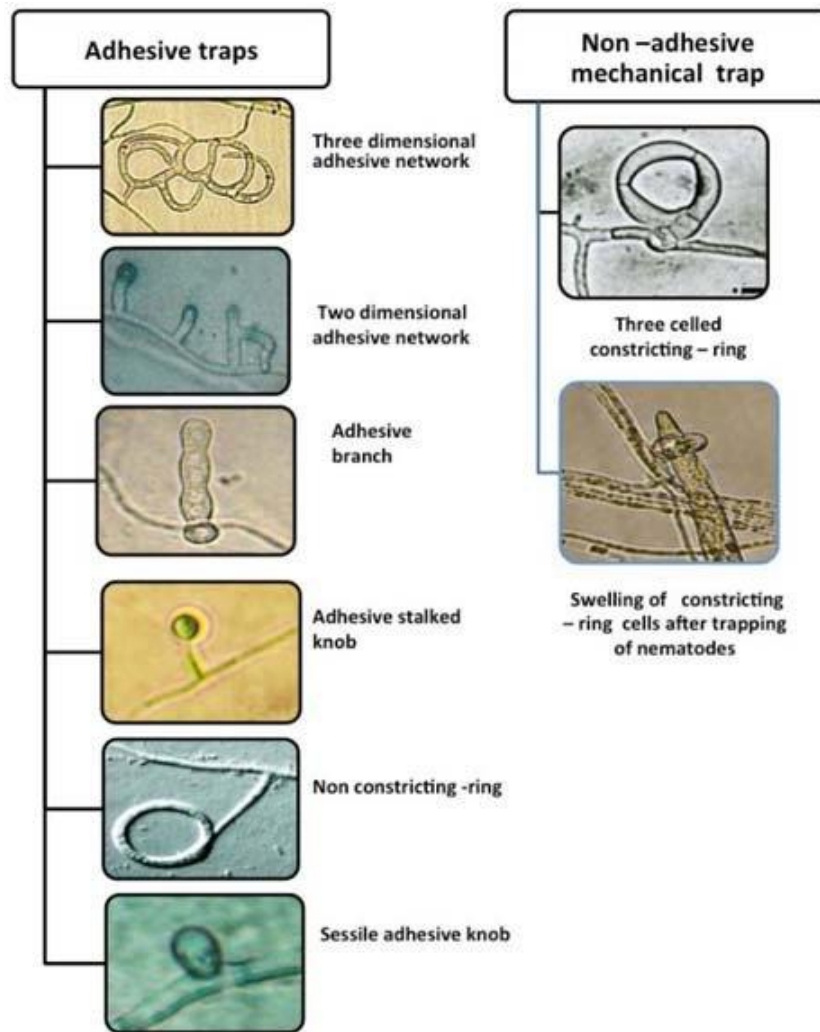 Adhesive traps
Three dimensional
adhesive network
Two dimensional
adhesive network
Adhesive
branch
Adhesive stalked
knob
Non constricting -ring
Sessile adhesive knob
Non –adhesive
mechanical trap
Three celled
constricting – ring
Swelling of constricting
– ring cells after trapping
of nematodes